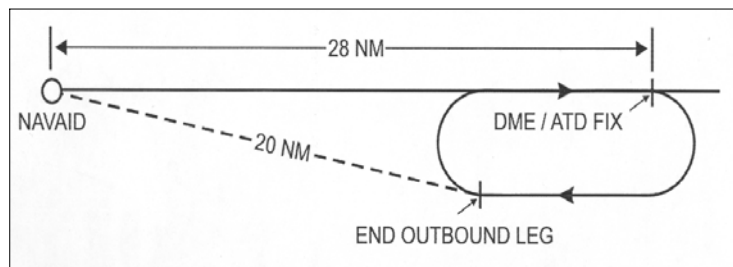 28 NM
NAVAID
DME / ATD FIX
20 NM
END OUTBOUND LEG